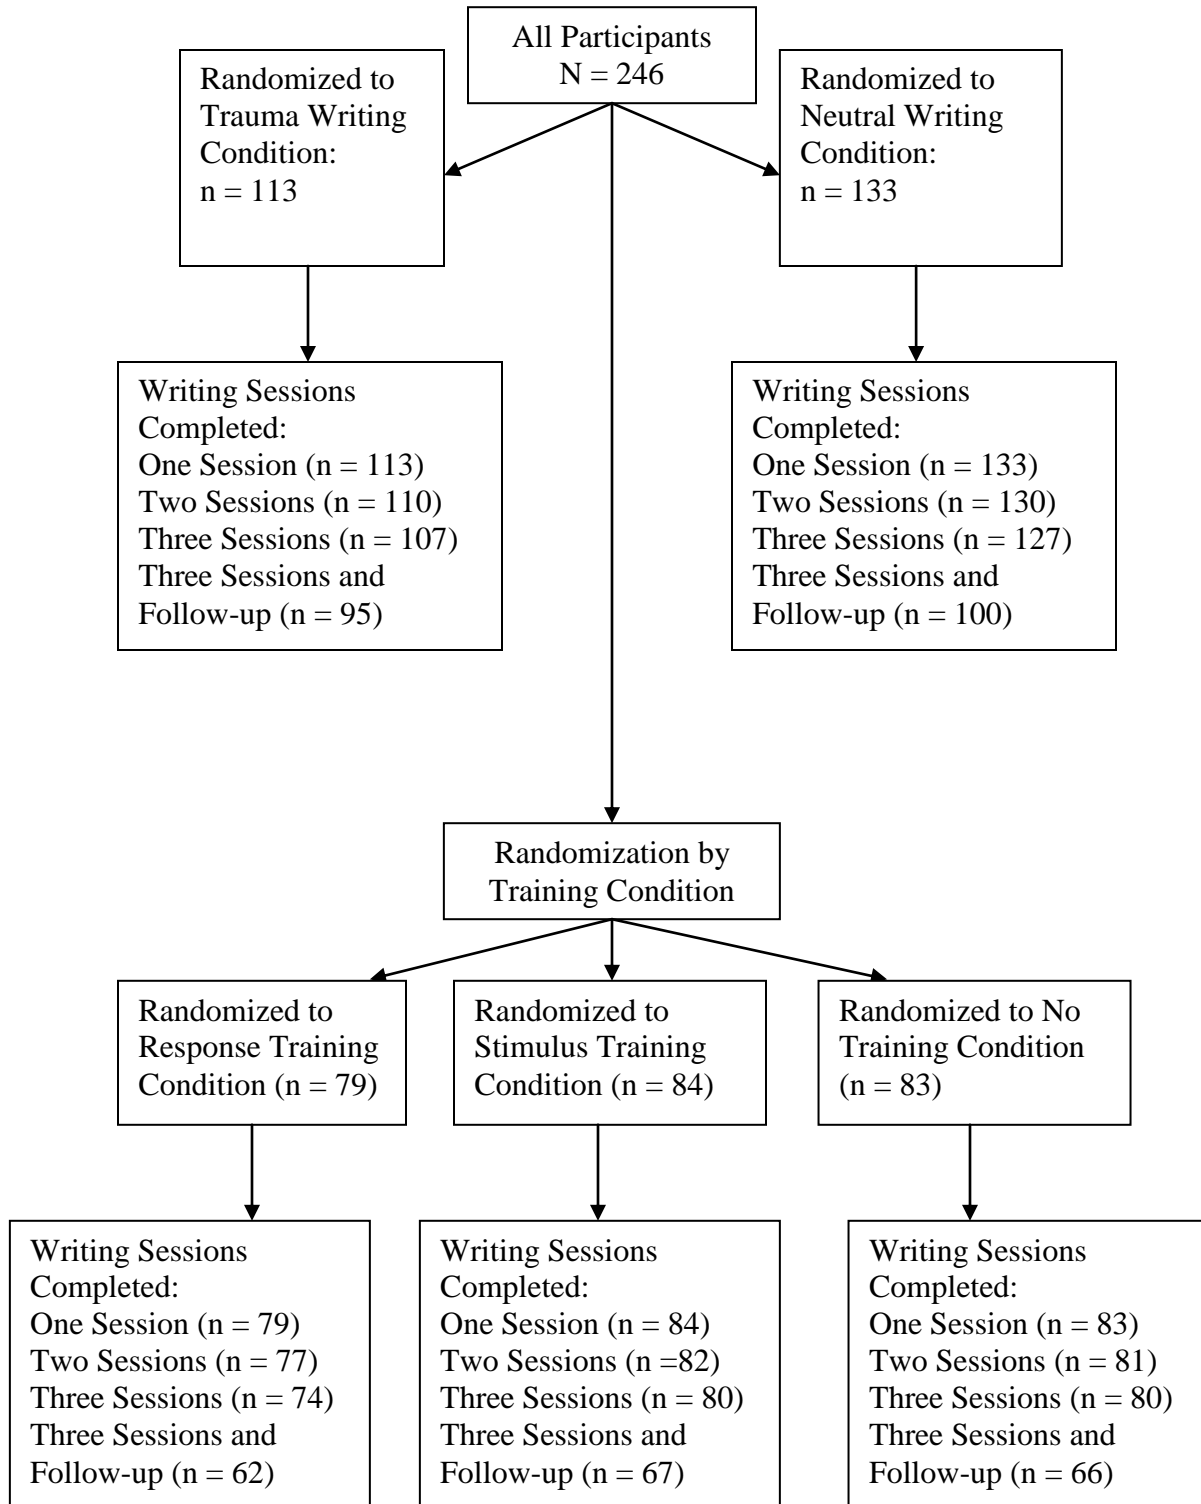 All Participants
N = 246
Randomized to
Trauma Writing
Condition:
n = 113
Randomized to
Neutral Writing
Condition:
n = 133
Writing Sessions
Completed:
One Session (n = 113)
Two Sessions (n = 110)
Three Sessions (n = 107)
Three Sessions and
Follow-up (n = 95)
Writing Sessions
Completed:
One Session (n = 133)
Two Sessions (n = 130)
Three Sessions (n = 127)
Three Sessions and
Follow-up (n = 100)
Randomization by
Training Condition
Randomized to
Response Training
Condition (n = 79)
Randomized to
Stimulus Training
Condition (n = 84)
Randomized to No
Training Condition
(n = 83)
Writing Sessions
Completed:
One Session (n = 79)
Two Sessions (n = 77)
Three Sessions (n = 74)
Three Sessions and
Follow-up (n = 62)
Writing Sessions
Completed:
One Session (n = 84)
Two Sessions (n =82)
Three Sessions (n = 80)
Three Sessions and
Follow-up (n = 67)
Writing Sessions
Completed:
One Session (n = 83)
Two Sessions (n = 81)
Three Sessions (n = 80)
Three Sessions and
Follow-up (n = 66)